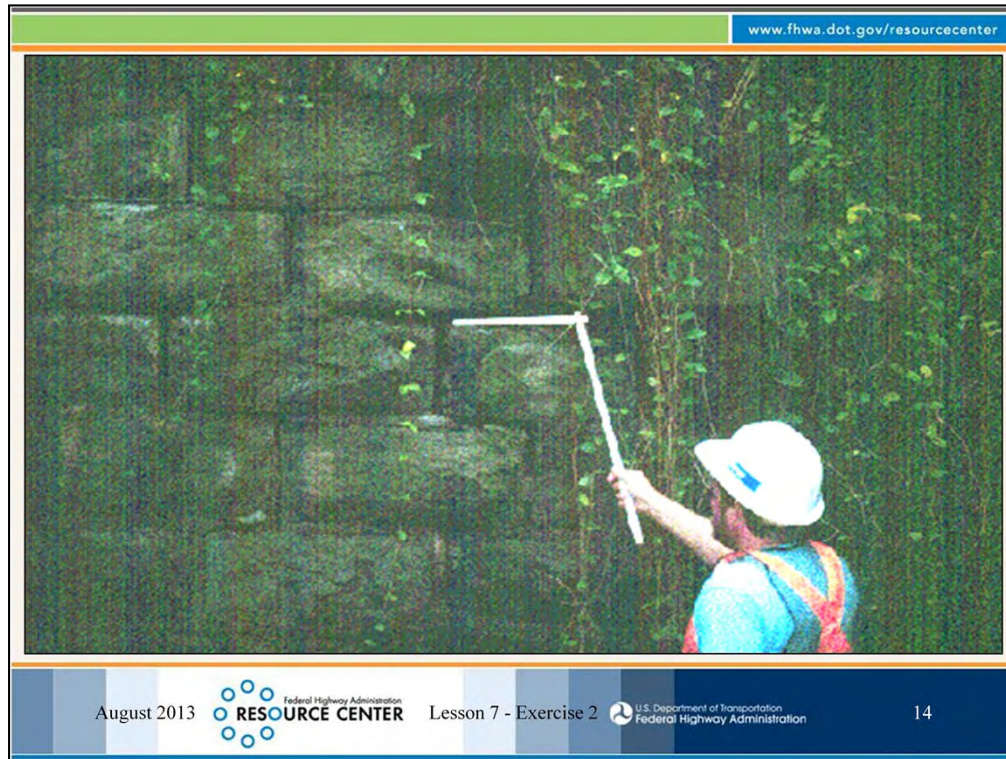 www.fhwa.dot.gov/resourcecenter
August 2013
Federal Highway Administration
RESOURCE CENTER
Lesson 7 - Exercise 2
U.S. Department of Transportation
Federal Highway Administration
14